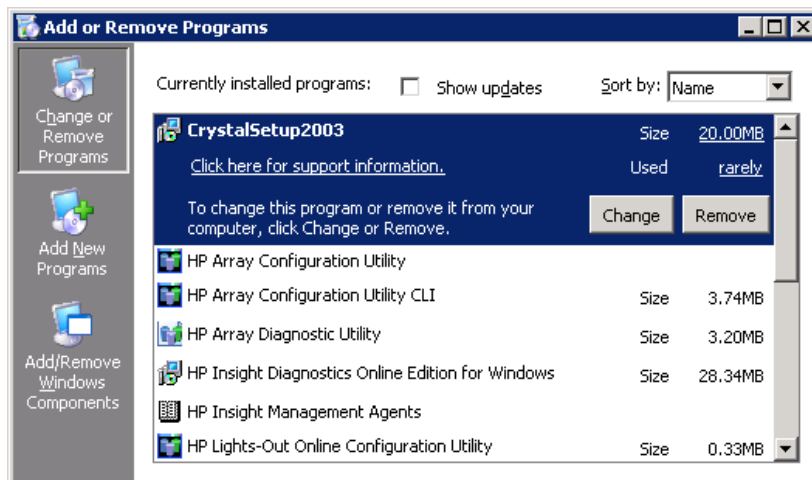 Add or Remove Programs
Change or
Remove
Programs
Add New
Programs
Add/Remove
Windows
Components
Currently installed programs: Show updates Sort by: Name
CrystalSetup2003 Size 20.00MB
Click here for support information. Used rarely
To change this program or remove it from your
computer, click Change or Remove.
Change Remove
HP Array Configuration Utility
HP Array Configuration Utility CLI Size 3.74MB
HP Array Diagnostic Utility Size 3.20MB
HP Insight Diagnostics Online Edition for Windows Size 28.34MB
HP Insight Management Agents
HP Lights-Out Online Configuration Utility Size 0.33MB